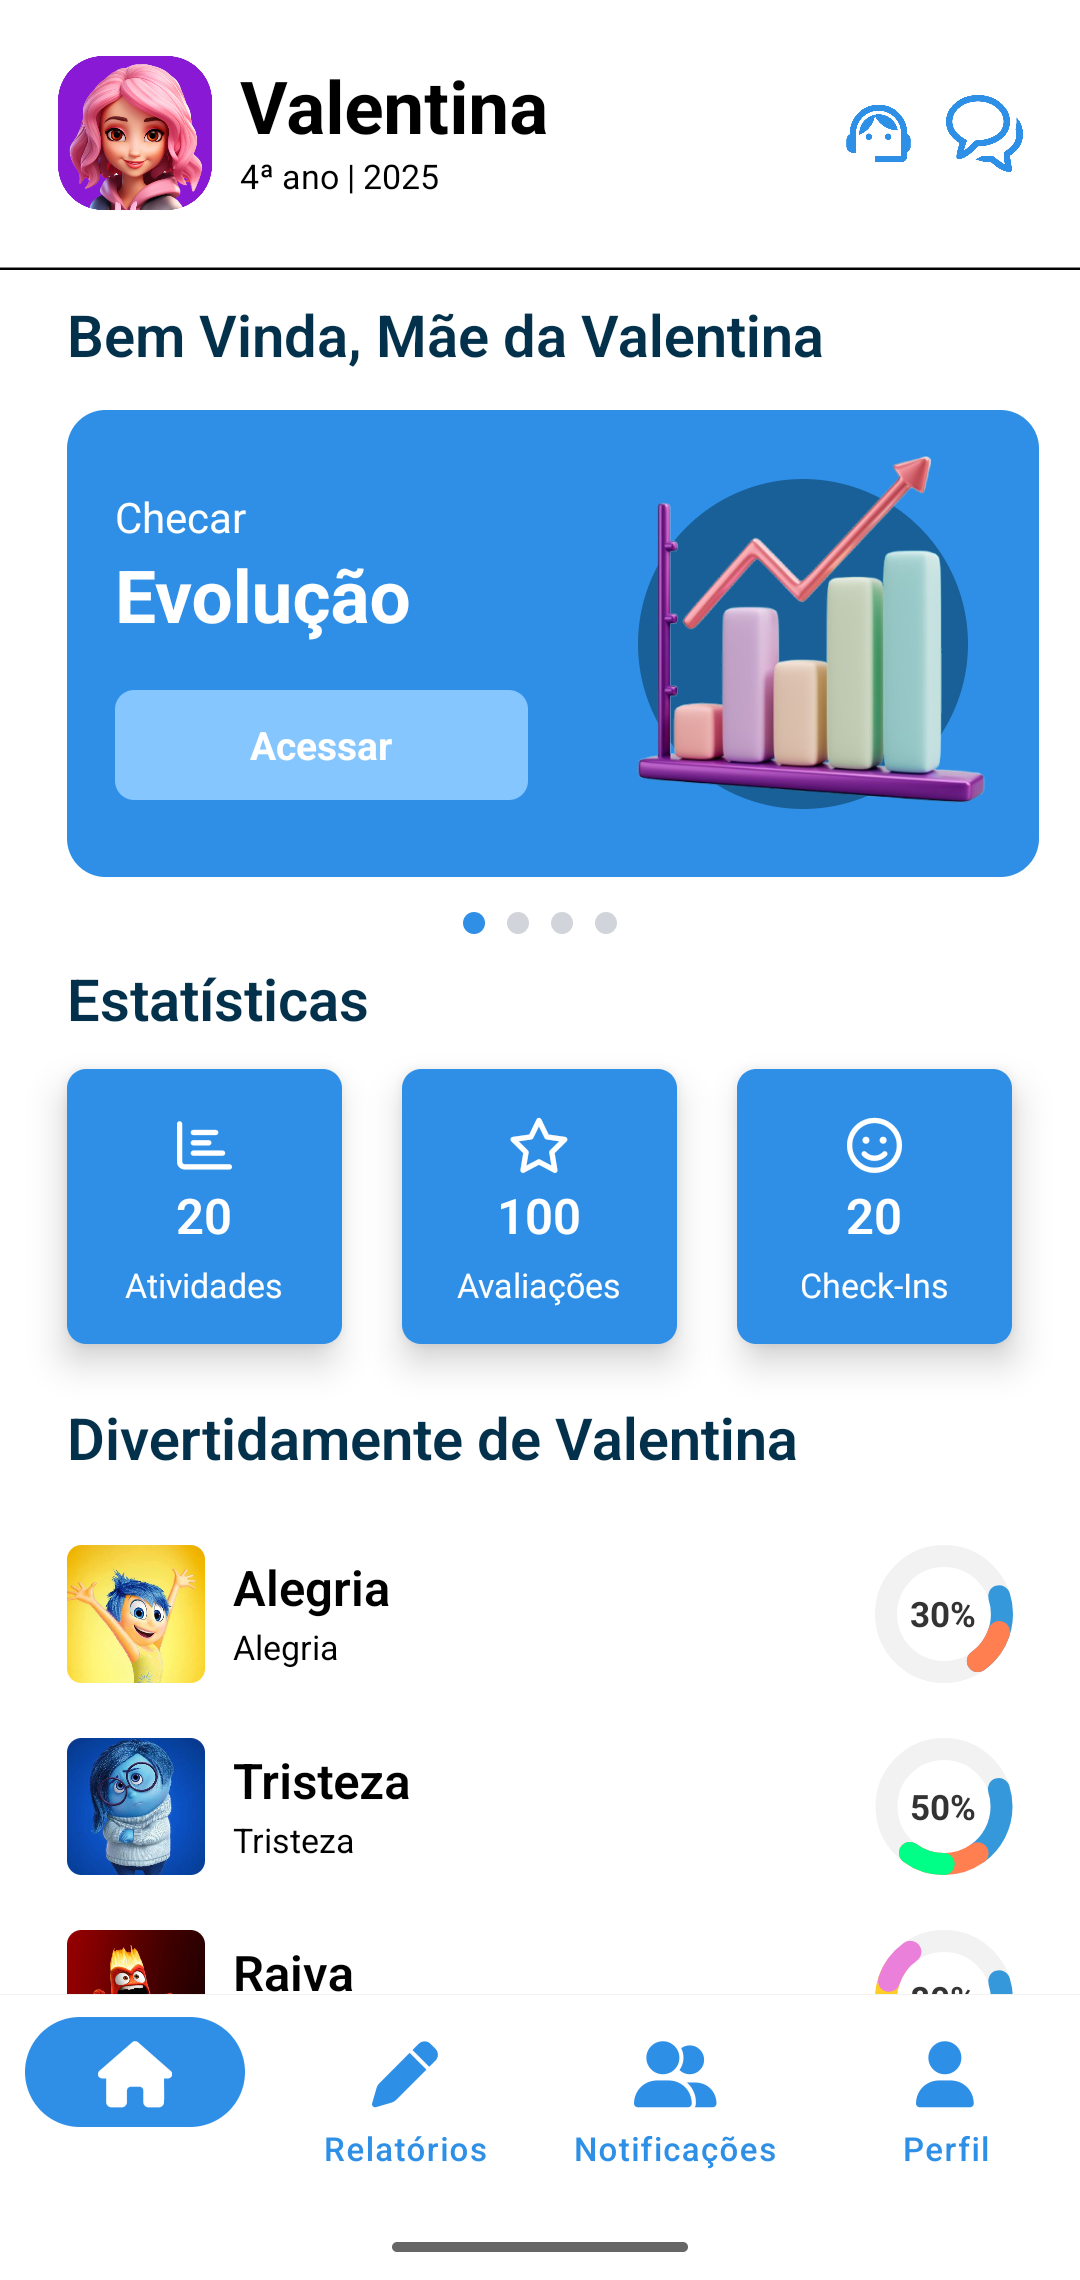 Valentina
4ª ano | 2025
Bem Vinda, Mãe da Valentina
Checar
Evolução
Acessar
Estatísticas
20
Atividades
100
Avaliações
20
Check-Ins
Divertidamente de Valentina
Alegria
Alegria
30%
Tristeza
Tristeza
50%
Raiva
Relatórios
Notificações
Perfil